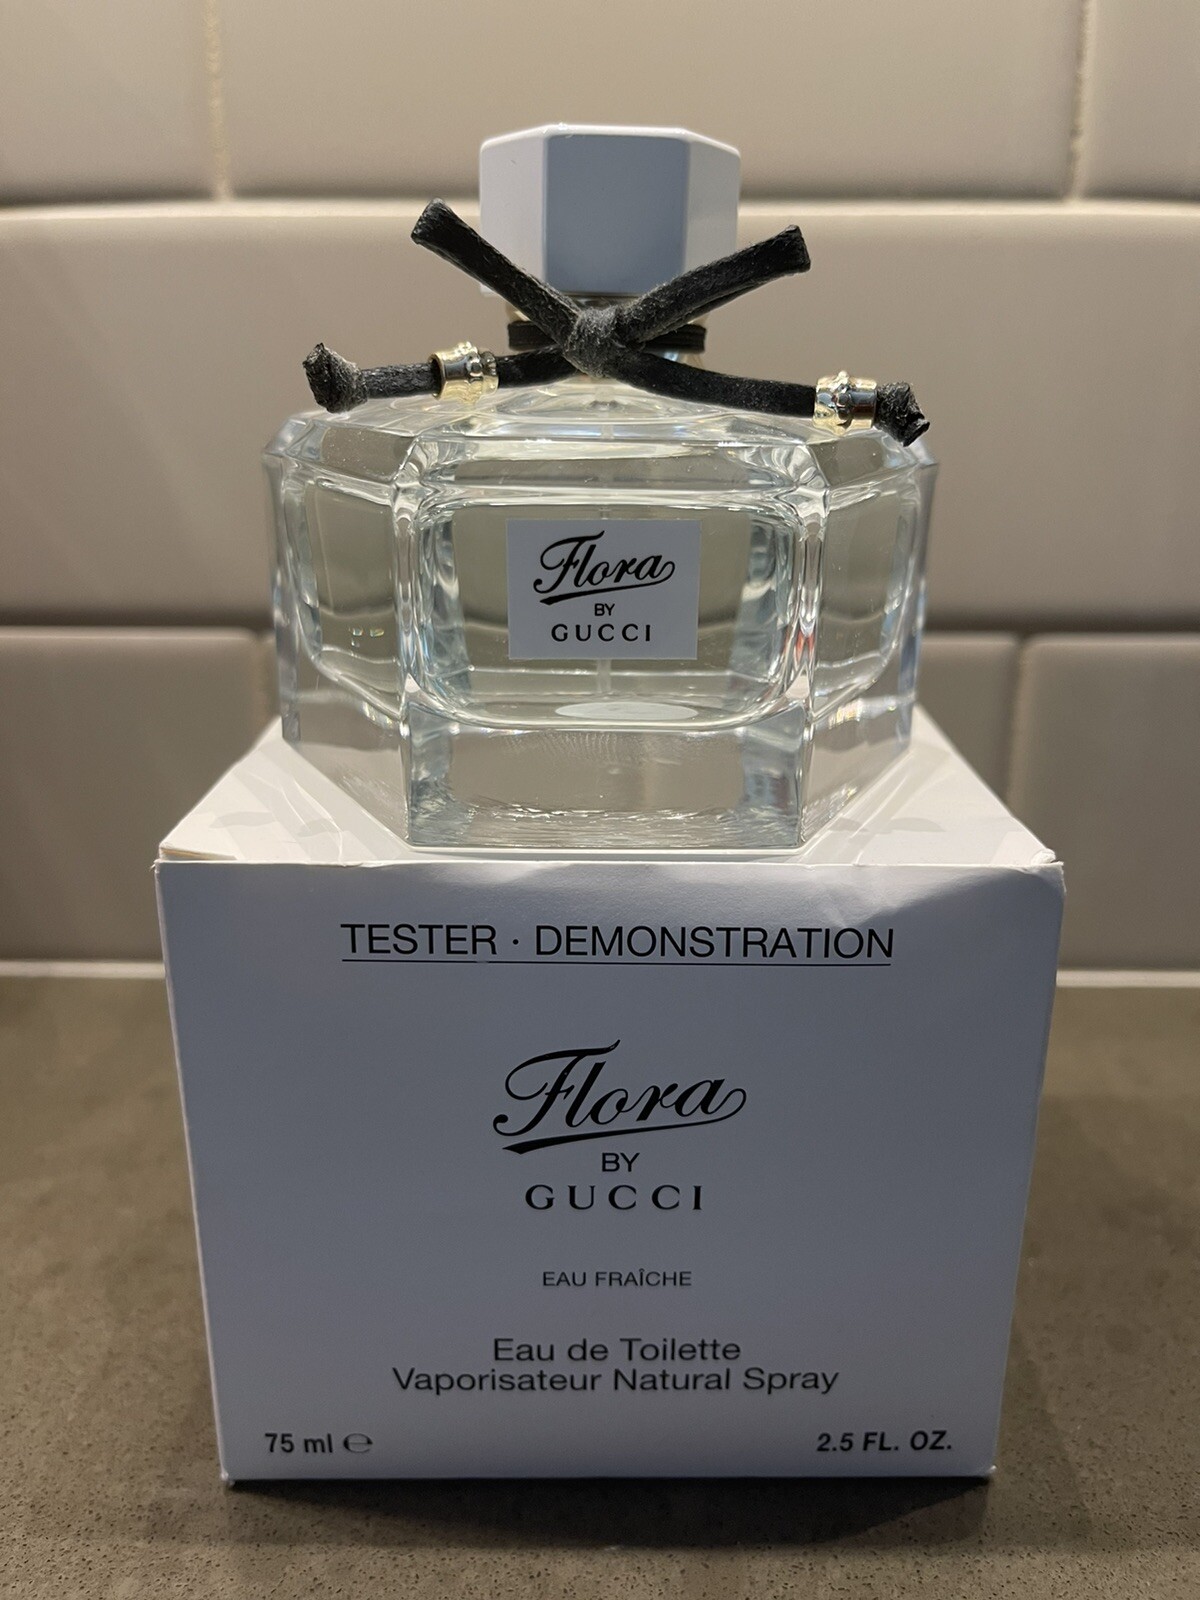 Flora
BY
GUCCI
TESTER · DEMONSTRATION
Flora
BY
GUCCI
EAU FRAÎCHE
Eau de Toilette
Vaporisateur Natural Spray
75 ml ℮ 2.5 FL. OZ.